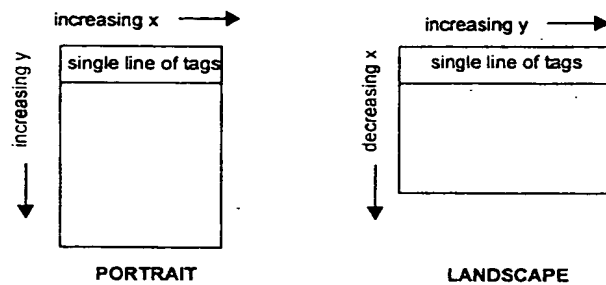 increasing x
increasing y
single line of tags
PORTRAIT
increasing y
decreasing x
single line of tags
LANDSCAPE